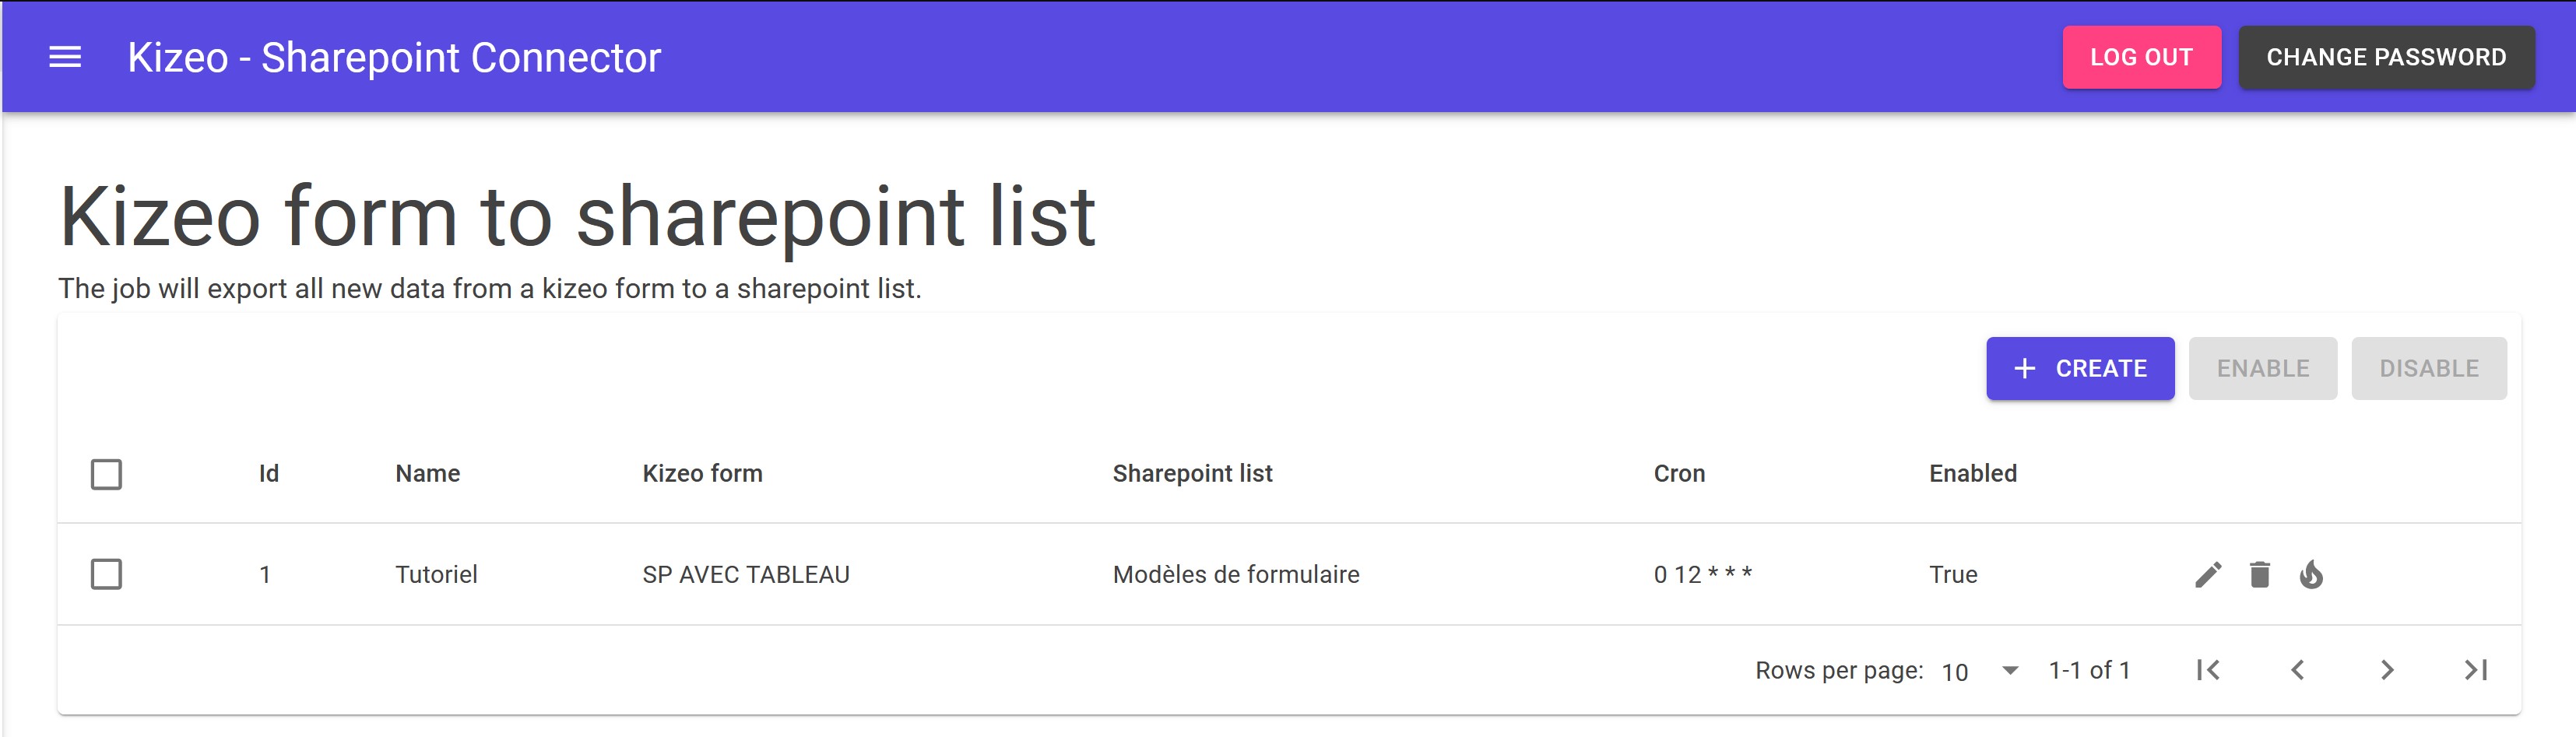 Kizeo - Sharepoint Connector LOG OUT CHANGE PASSWORD
Kizeo form to sharepoint list
The job will export all new data from a kizeo form to a sharepoint list.
+ CREATE ENABLE DISABLE
Id Name Kizeo form Sharepoint list Cron Enabled
1 Tutoriel SP AVEC TABLEAU Modèles de formulaire 0 12 * * * True
Rows per page: 10 1-1 of 1